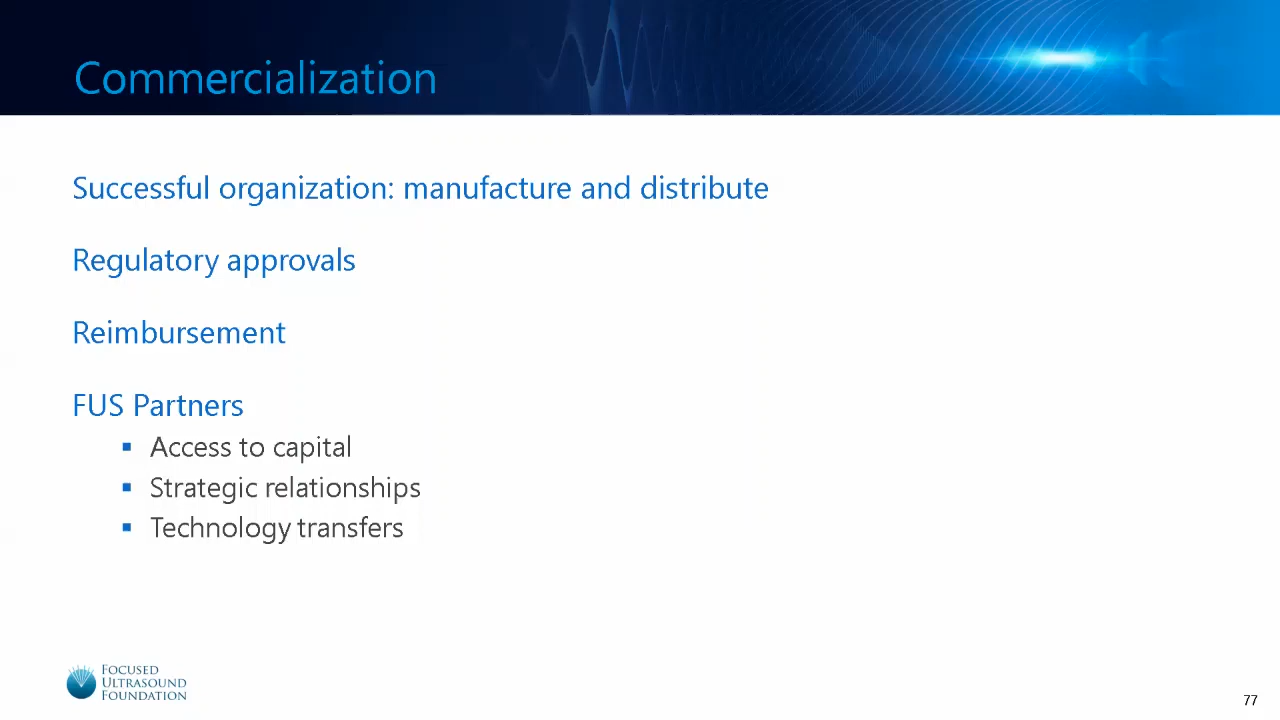 Commercialization
Successful organization: manufacture and distribute
Regulatory approvals
Reimbursement
FUS Partners
▪ Access to capital
▪ Strategic relationships
▪ Technology transfers
FOCUSED
ULTRASOUND
FOUNDATION
77